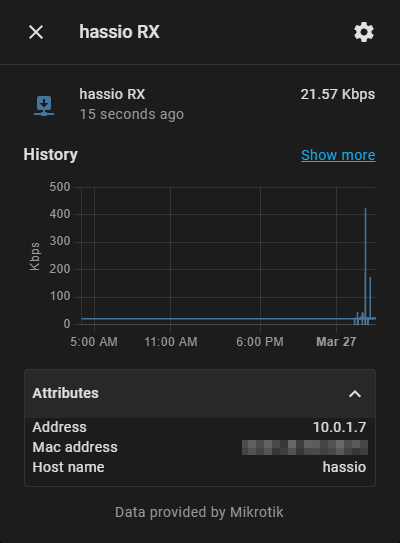 hassio RX
hassio RX 21.57 Kbps
15 seconds ago
History Show more
Kbps
500
400
300
200
100
0
5:00 AM 11:00 AM 6:00 PM Mar 27
Attributes
Address 10.0.1.7
Mac address
Host name hassio
Data provided by Mikrotik